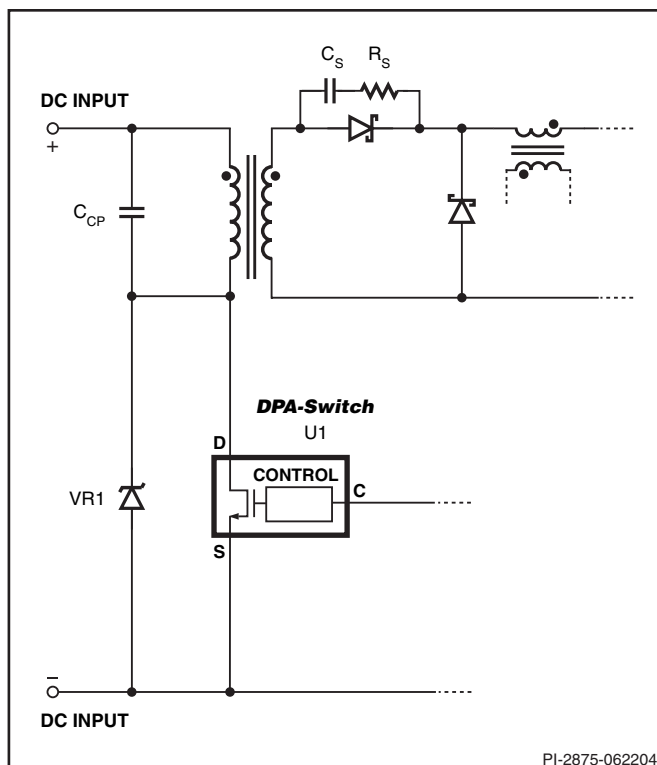 C_S R_S
DC INPUT
+
C_CP
DPA-Switch
U1
D
CONTROL
C
VR1
S
–
DC INPUT
PI-2875-062204